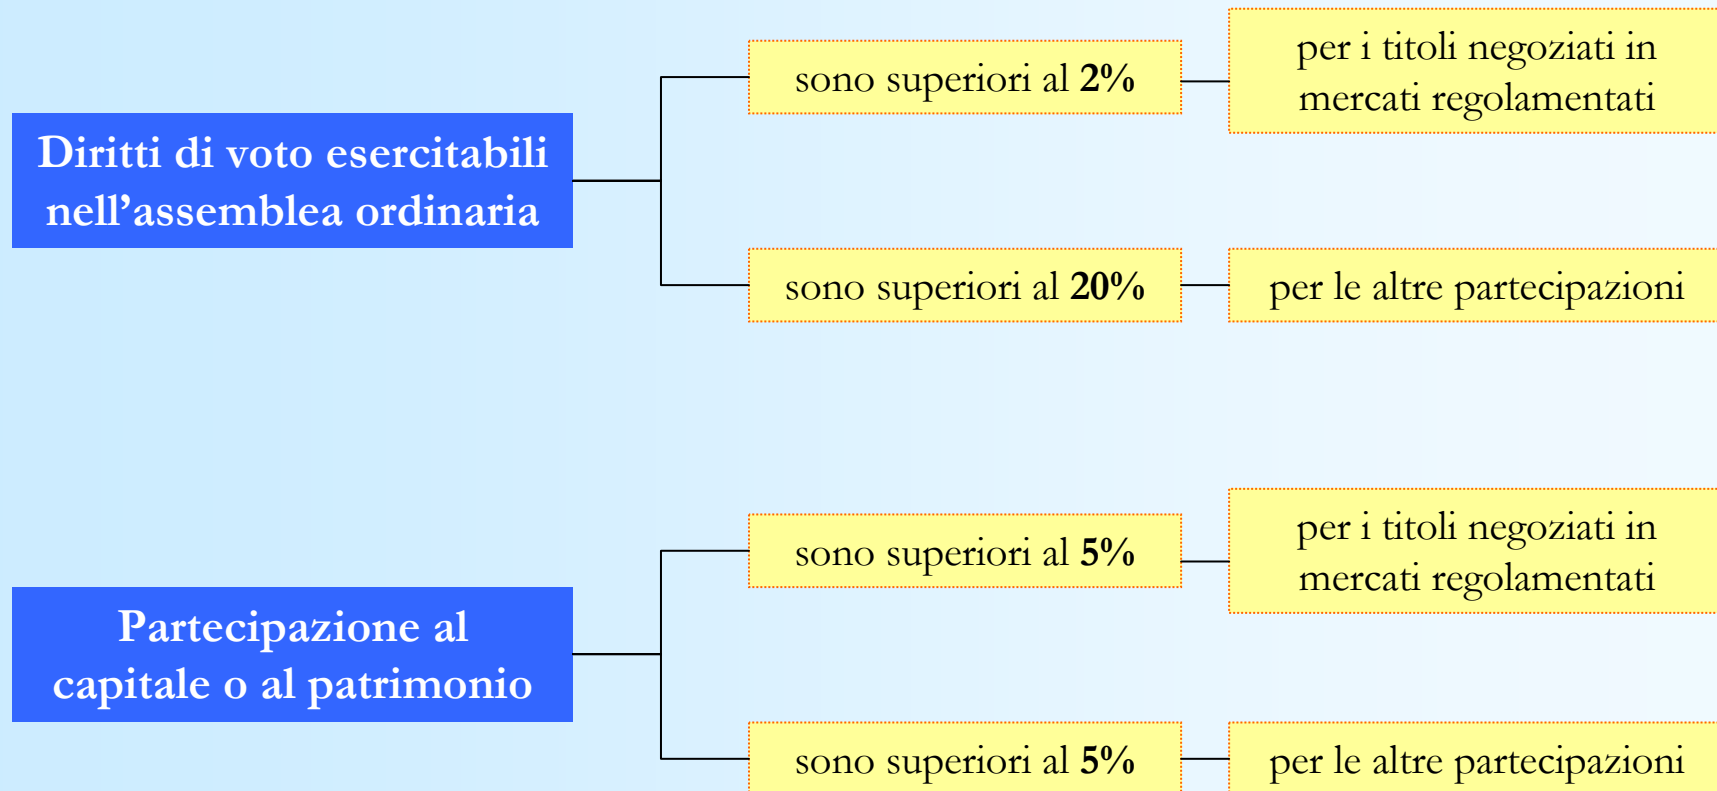 Diritti di voto esercitabili
nell’assemblea ordinaria
sono superiori al 2%
per i titoli negoziati in
mercati regolamentati
sono superiori al 20%
per le altre partecipazioni
Partecipazione al
capitale o al patrimonio
sono superiori al 5%
per i titoli negoziati in
mercati regolamentati
sono superiori al 5%
per le altre partecipazioni